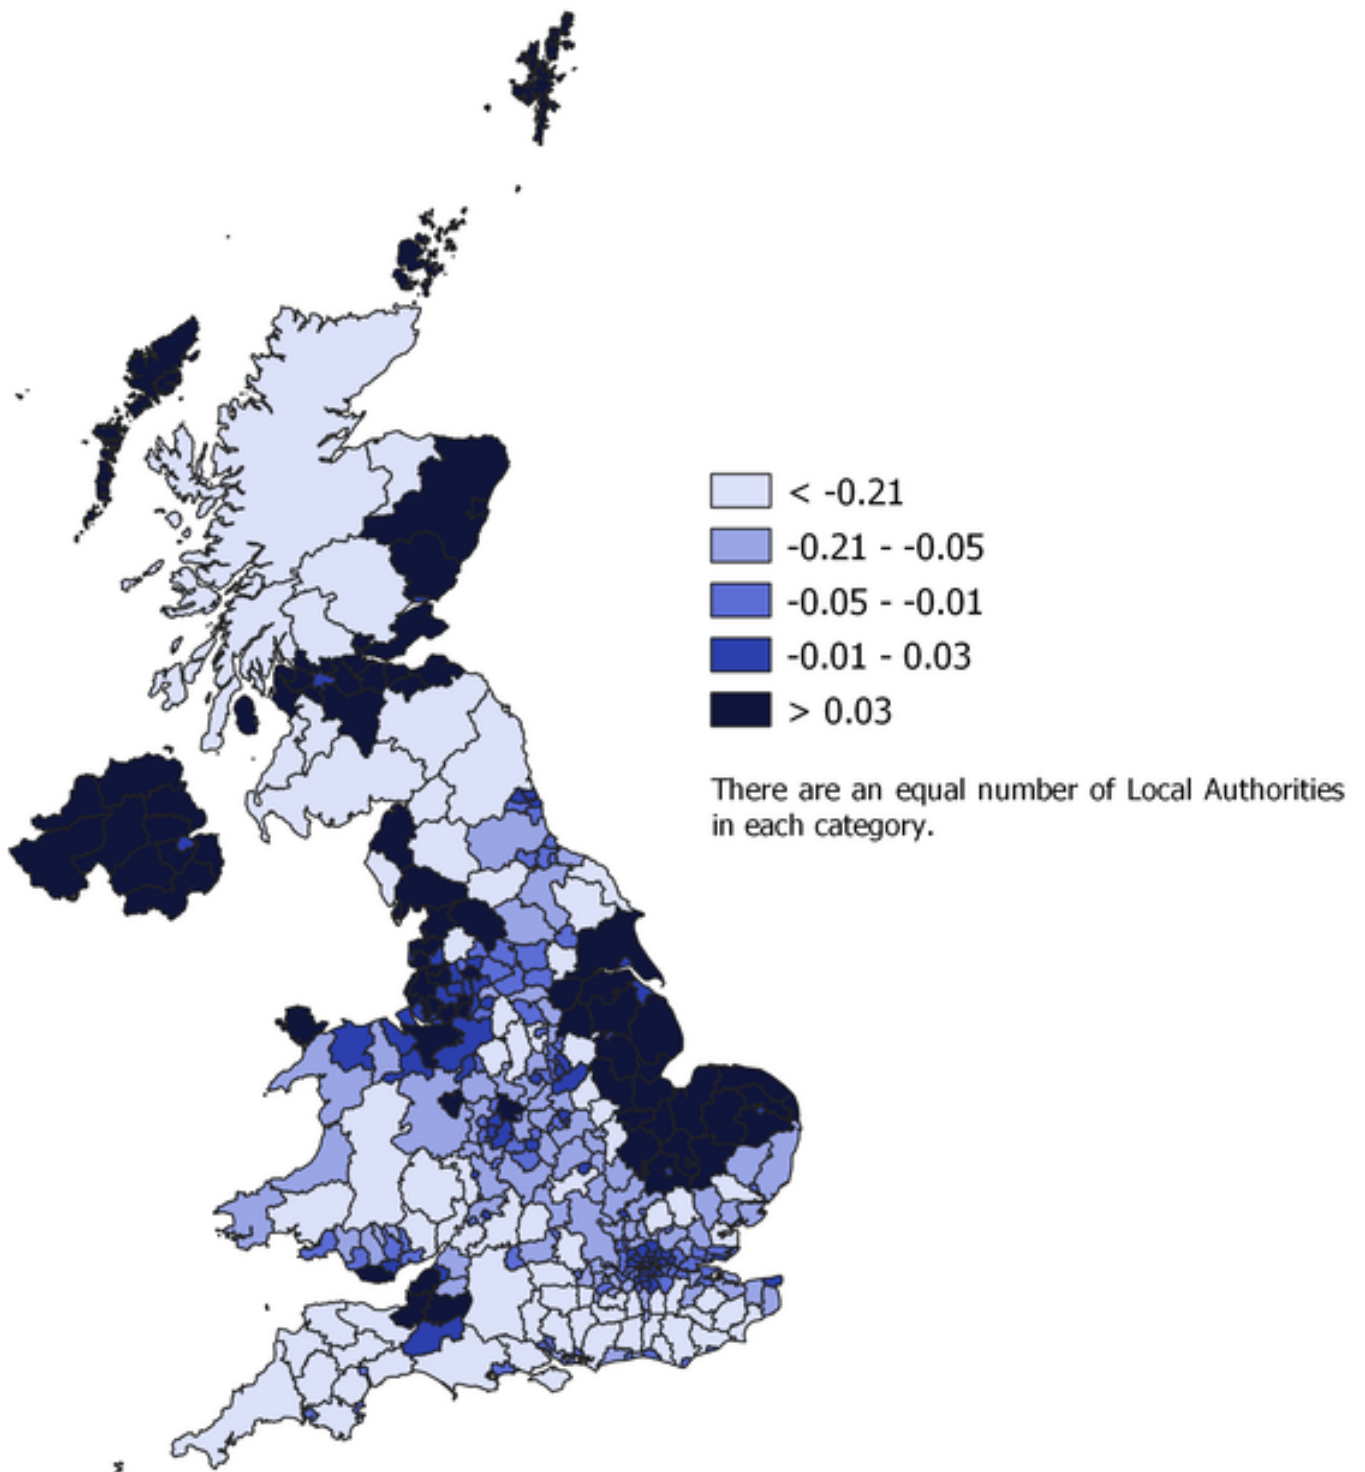 < -0.21
-0.21 - -0.05
-0.05 - -0.01
-0.01 - 0.03
> 0.03
There are an equal number of Local Authorities
in each category.